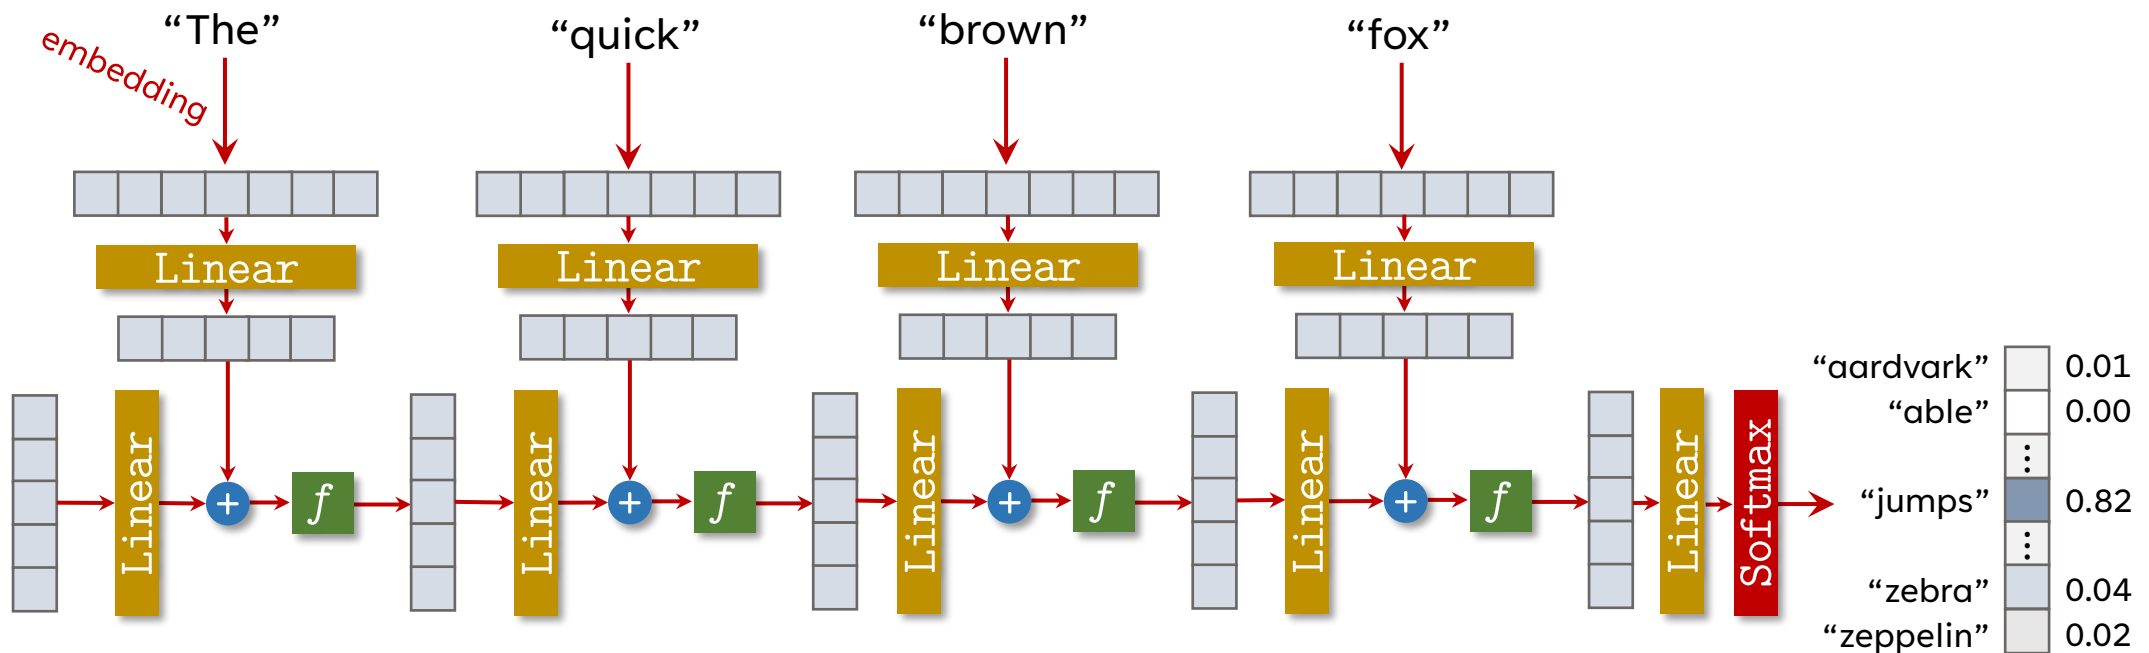 “The”
“quick”
“brown”
“fox”
embedding
Linear
Linear
Linear
Linear
Linear
+
f
Linear
+
f
Linear
+
f
Linear
+
f
Linear
Softmax
“aardvark” 0.01
“able” 0.00
⋮
“jumps” 0.82
⋮
“zebra” 0.04
“zeppelin” 0.02